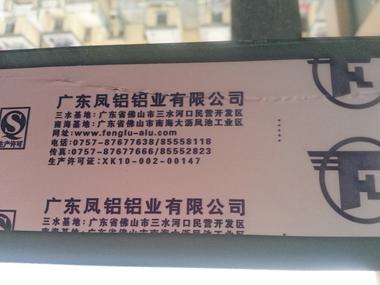 广东凤铝铝业有限公司
三水基地：广东省佛山市三水河口民营开发区
南海基地：广东省佛山市南海大沥凤池工业区
网址：www.fenglu-alu.com
电话：0757-87677638/85558118
传真：0757-87677666/85552823
生产许可证：XK10-002-00147
生产许可
广东凤铝铝业有限公司
三水基地：广东省佛山市三水河口民营开发区